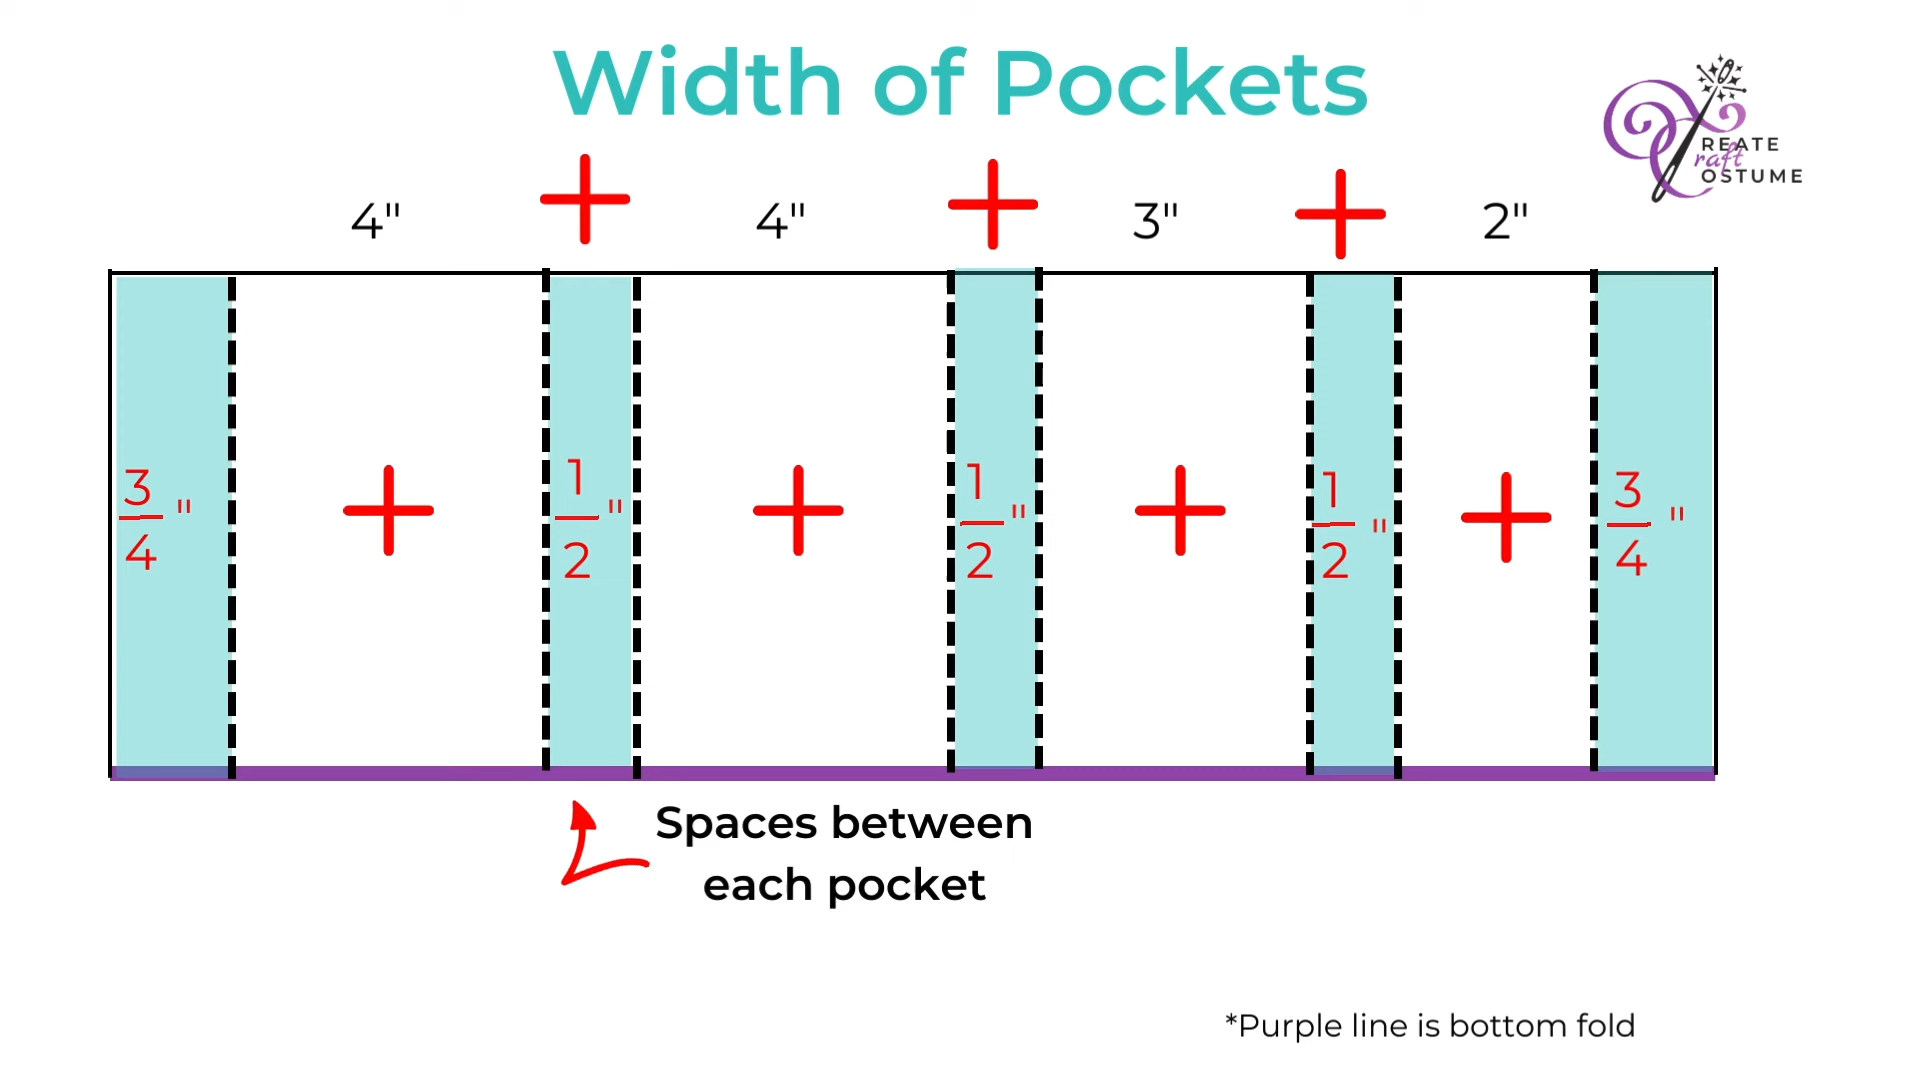 Width of Pockets
REATE
raft
OSTUME
4" + 4" + 3" + 2"
3/4" + 1/2" + 1/2" + 1/2" + 3/4"
Spaces between
each pocket
*Purple line is bottom fold